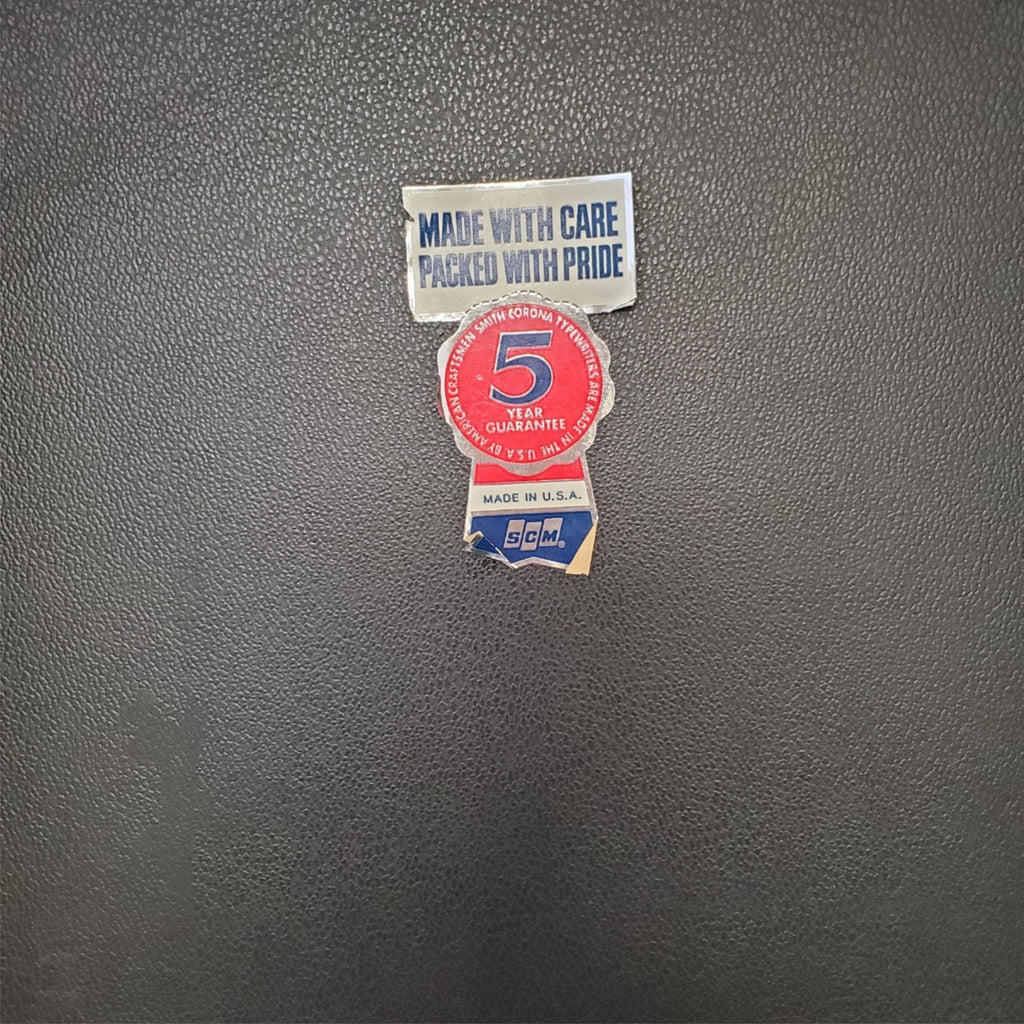 MADE WITH CARE
PACKED WITH PRIDE
SMITH CORONA TYPEWRITERS ARE MADE IN THE U.S.A. BY AMERICAN CRAFTSMEN
5
YEAR
GUARANTEE
MADE IN U.S.A.
SCM®